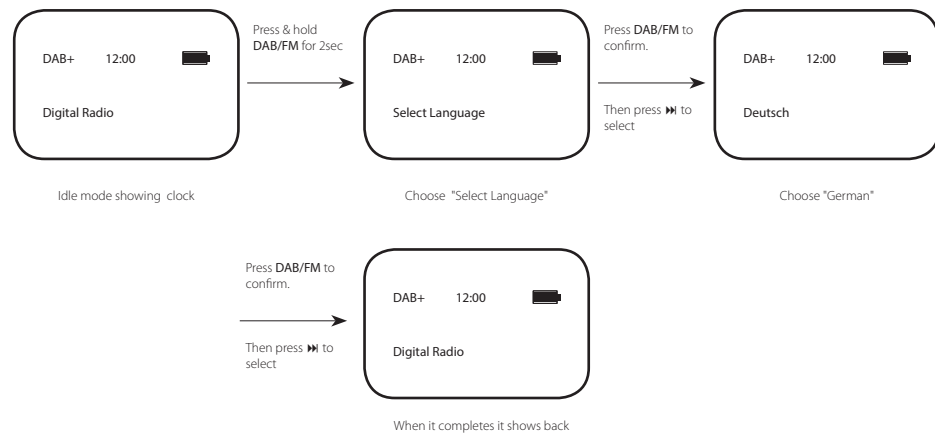 DAB+ 12:00
Digital Radio
Idle mode showing clock
Press & hold
DAB/FM for 2sec
DAB+ 12:00
Select Language
Choose "Select Language"
Press DAB/FM to
confirm.
Then press ⏭ to
select
DAB+ 12:00
Deutsch
Choose "German"
Press DAB/FM to
confirm.
Then press ⏭ to
select
DAB+ 12:00
Digital Radio
When it completes it shows back